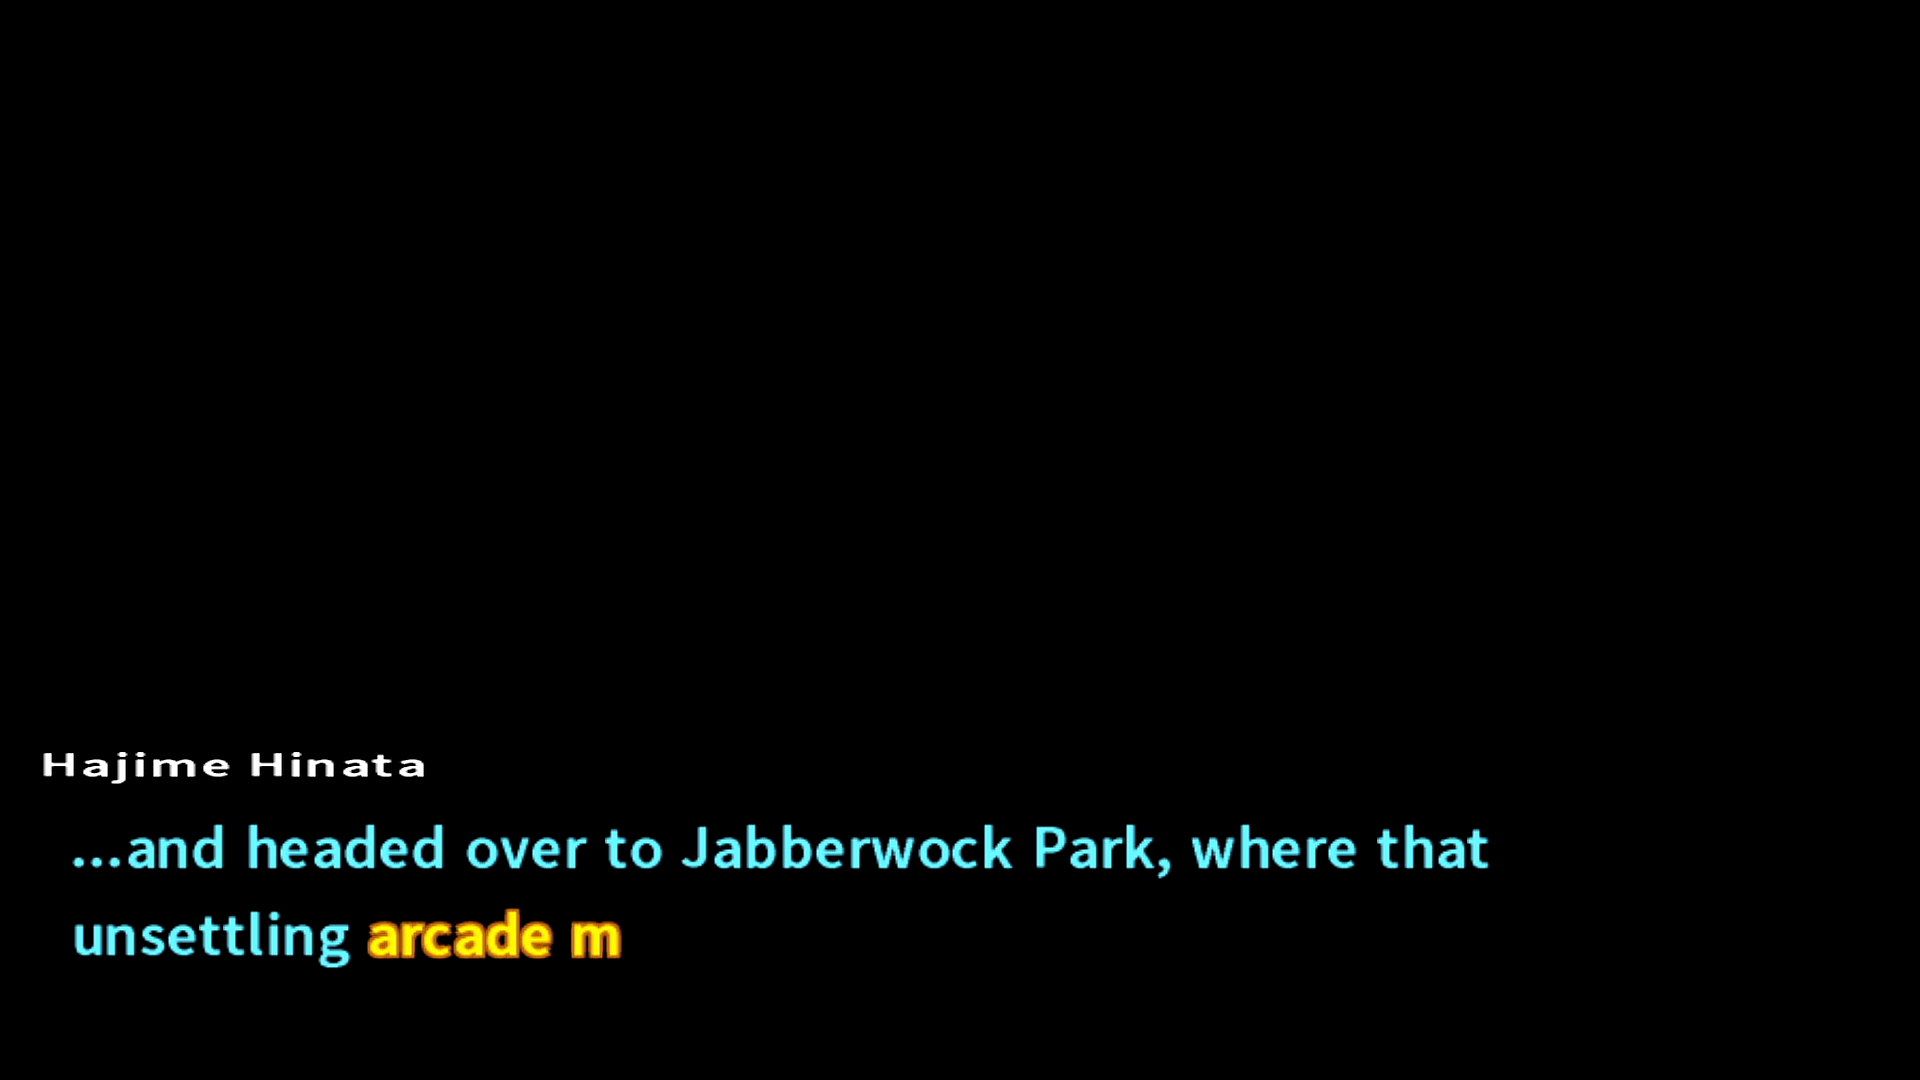 Hajime Hinata
...and headed over to Jabberwock Park, where that
unsettling arcade m